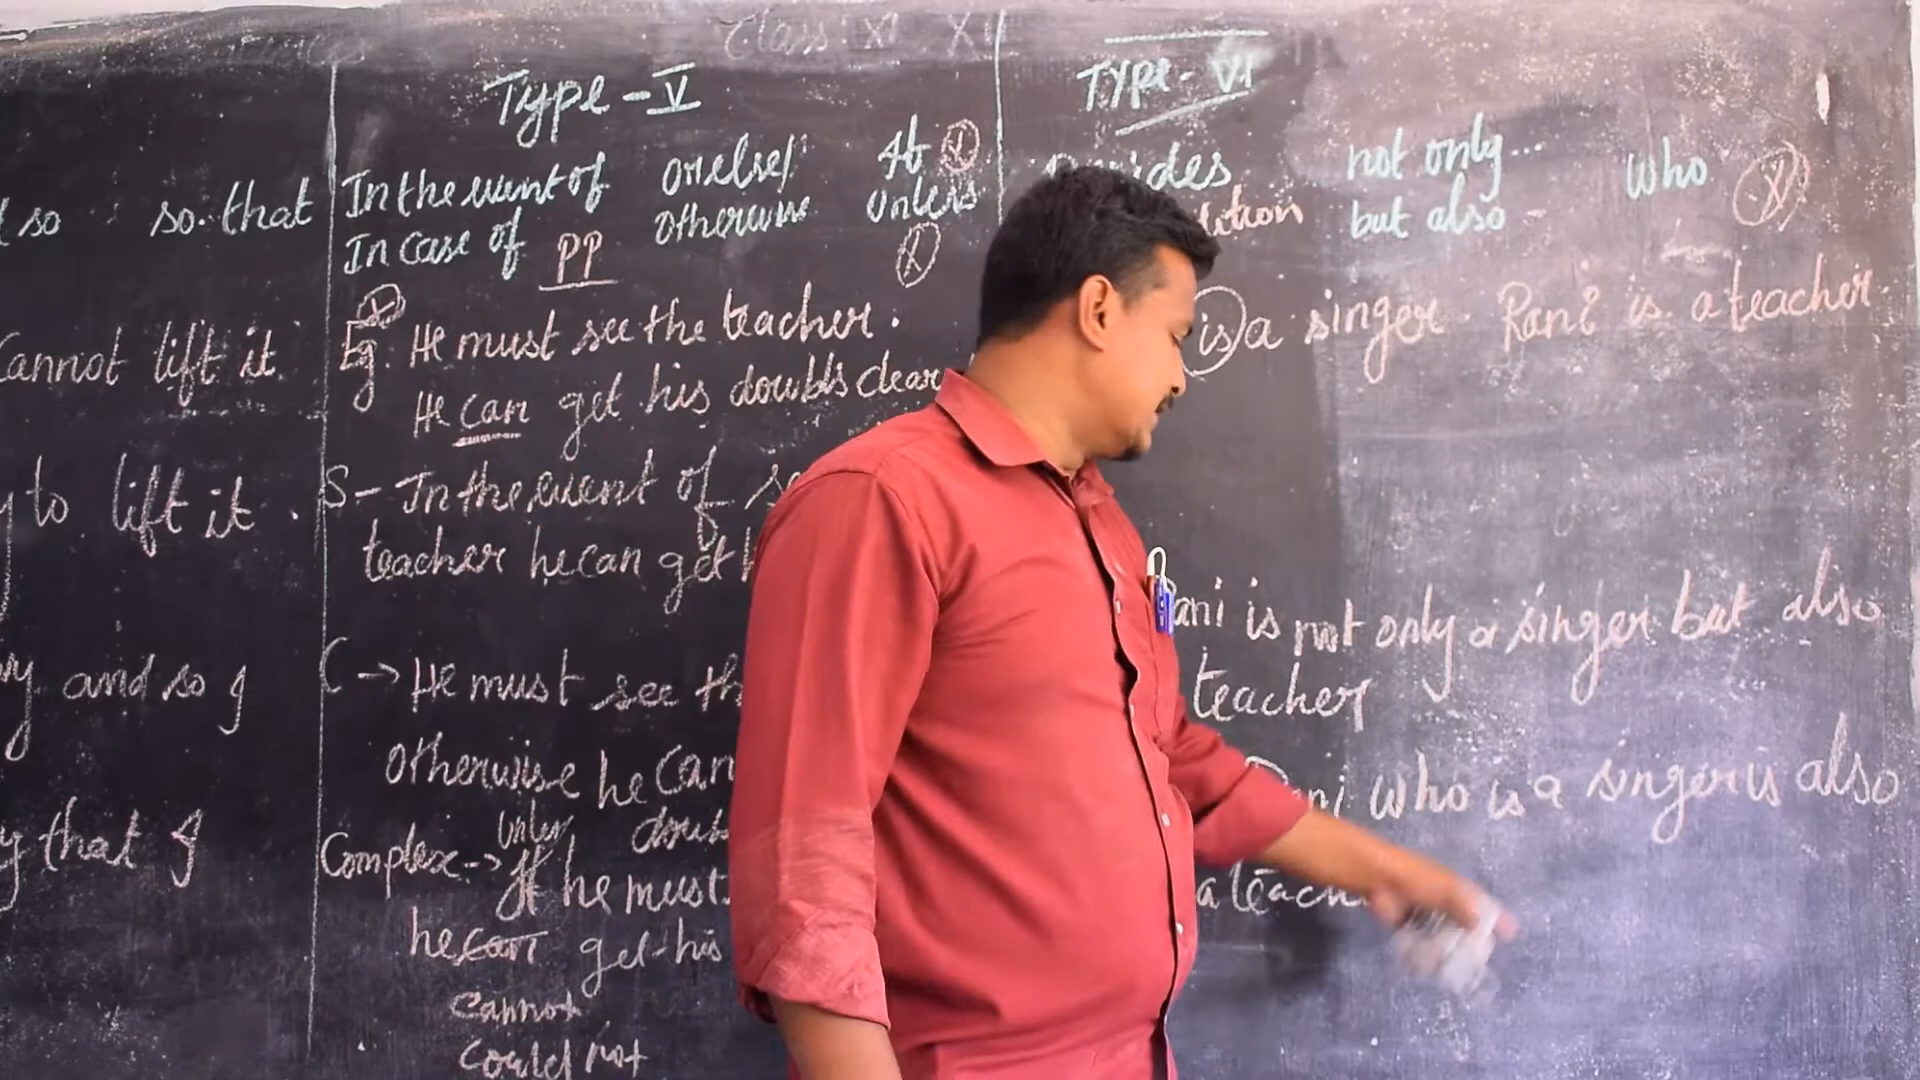 Class XI XI
so so. that
Cannot lift it
to lift it .
and so I
that I
Type - V
In the event of or else/ If
In case of PP otherwise Unless
Eg. He must see the teacher.
He can get his doubts clear
S - In the event of
teacher he can get
C → He must see
otherwise he can
unless
Complex → If he must
he can get his
cannot
could not
TYPE - VI
not only... Who
but also
is a singer. Rani is a teacher.
Rani is not only a singer but also
teacher
who is a singer is also
a